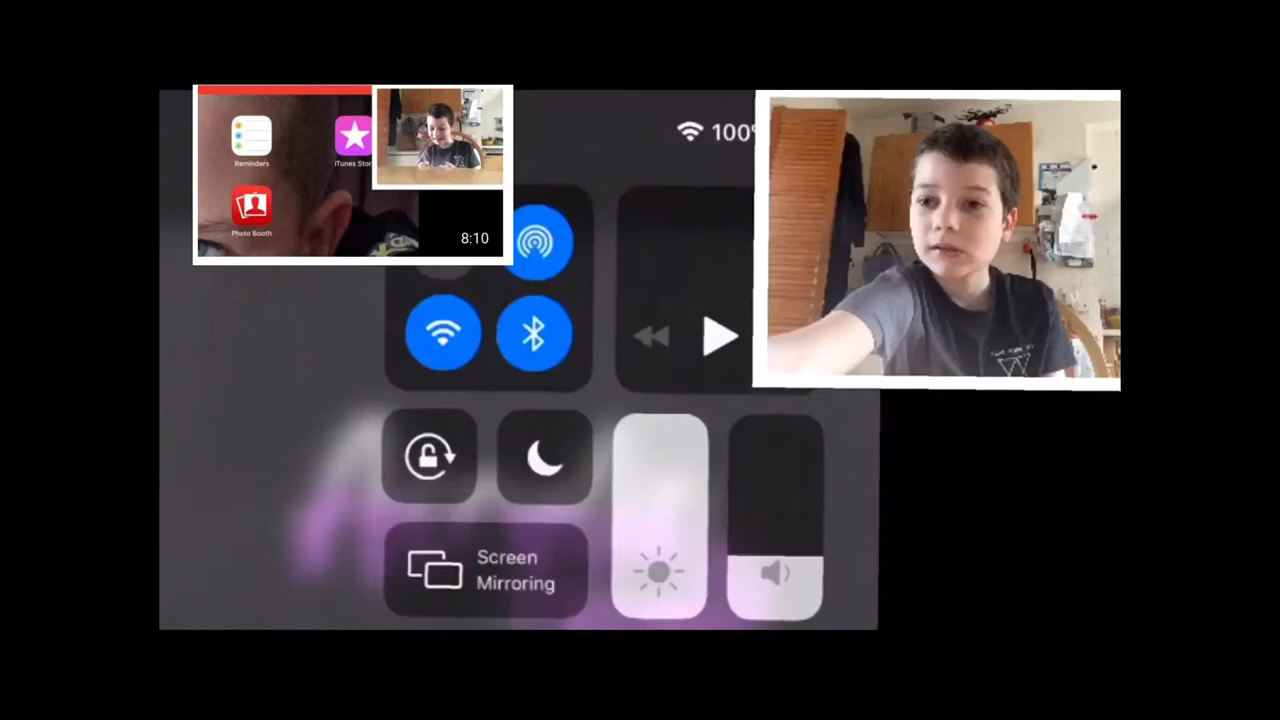 100%
Reminders
iTunes Stor
Photo Booth
8:10
Screen
Mirroring